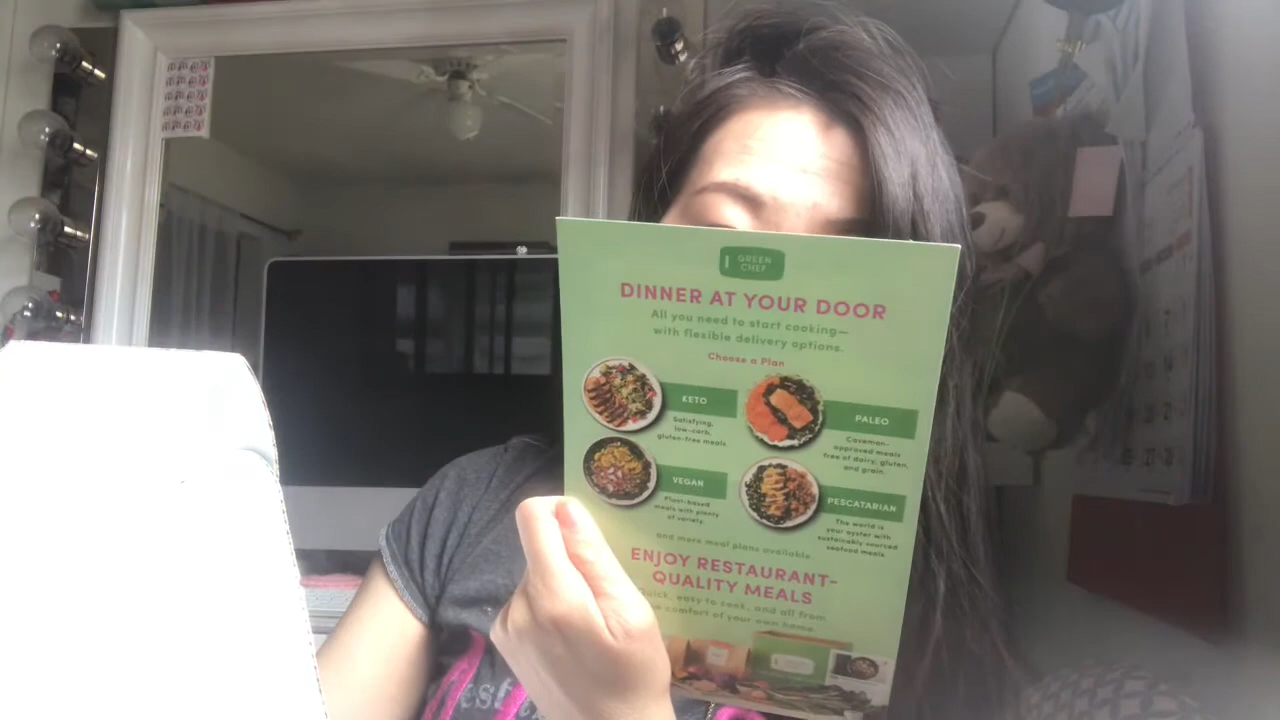 GREEN
CHEF
DINNER AT YOUR DOOR
All you need to start cooking—
with flexible delivery options.
Choose a Plan
KETO
Satisfying,
low-carb,
gluten-free meals.
PALEO
Caveman-
approved meals
free of dairy, gluten,
and grain.
VEGAN
Plant-based
meals with plenty
of variety.
PESCATARIAN
The world is
your oyster with
sustainably sourced
seafood meals.
and more meal plans available.
ENJOY RESTAURANT-
QUALITY MEALS
Quick, easy to cook, and all from
comfort of your own home.